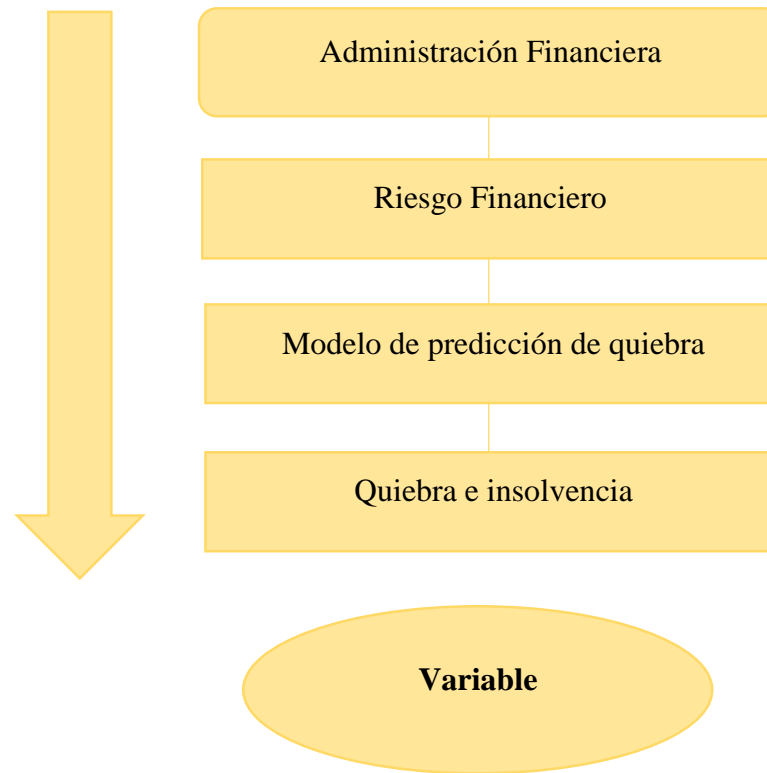 Administración Financiera
Riesgo Financiero
Modelo de predicción de quiebra
Quiebra e insolvencia
Variable